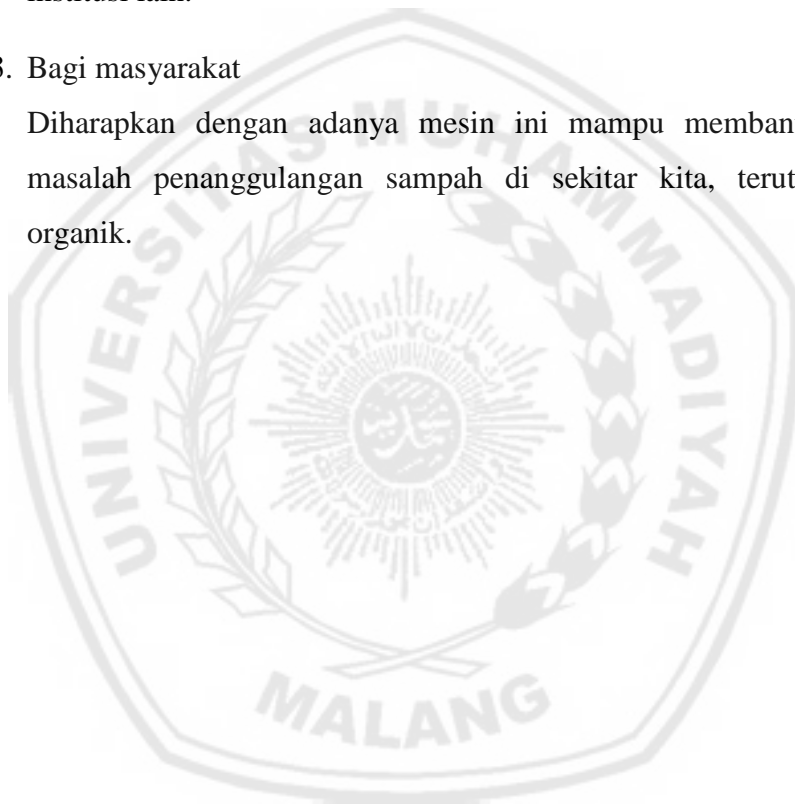 3. Bagi masyarakat
Diharapkan dengan adanya mesin ini mampu memban
masalah penanggulangan sampah di sekitar kita, terut
organik.
UNIVERSITAS MUHAMMADIYAH
MALANG